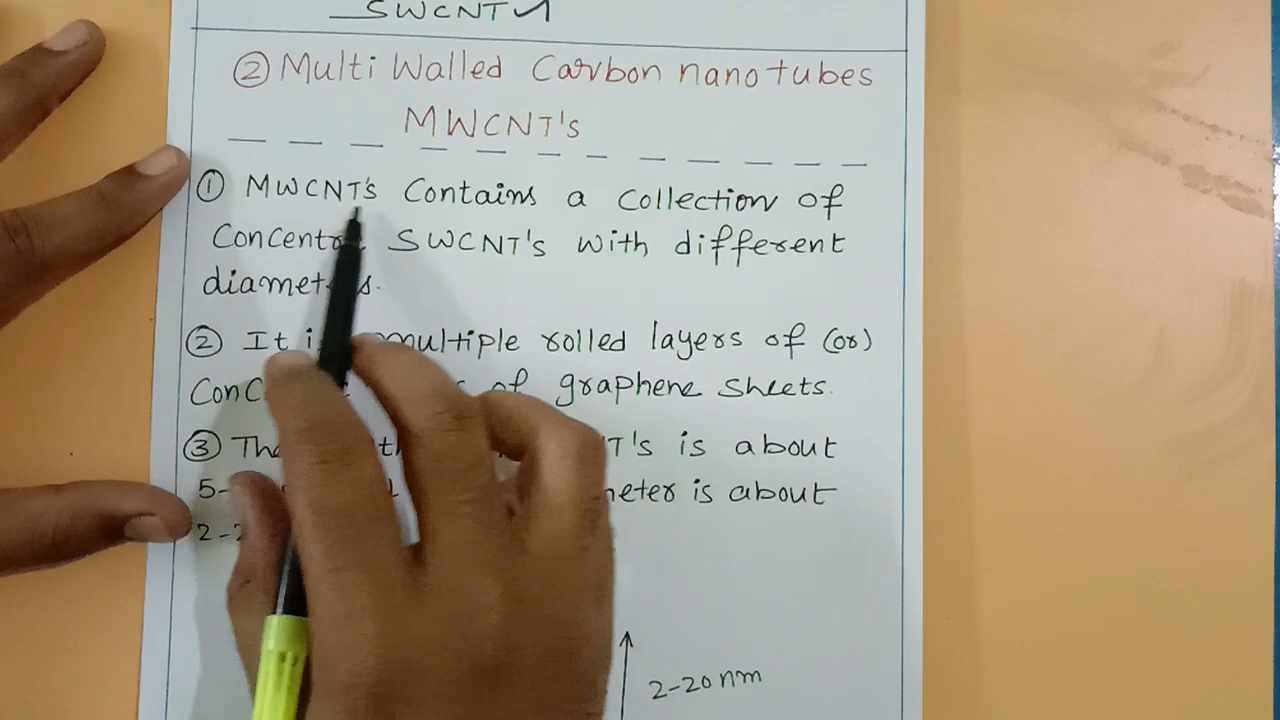 SWCNT
② Multi Walled Carbon nanotubes
MWCNT's
① MWCNT's Contains a Collection of
SWCNT's with different
② It multiple rolled layers of (or)
of graphene Sheets.
③ is about
is about
2-20 nm